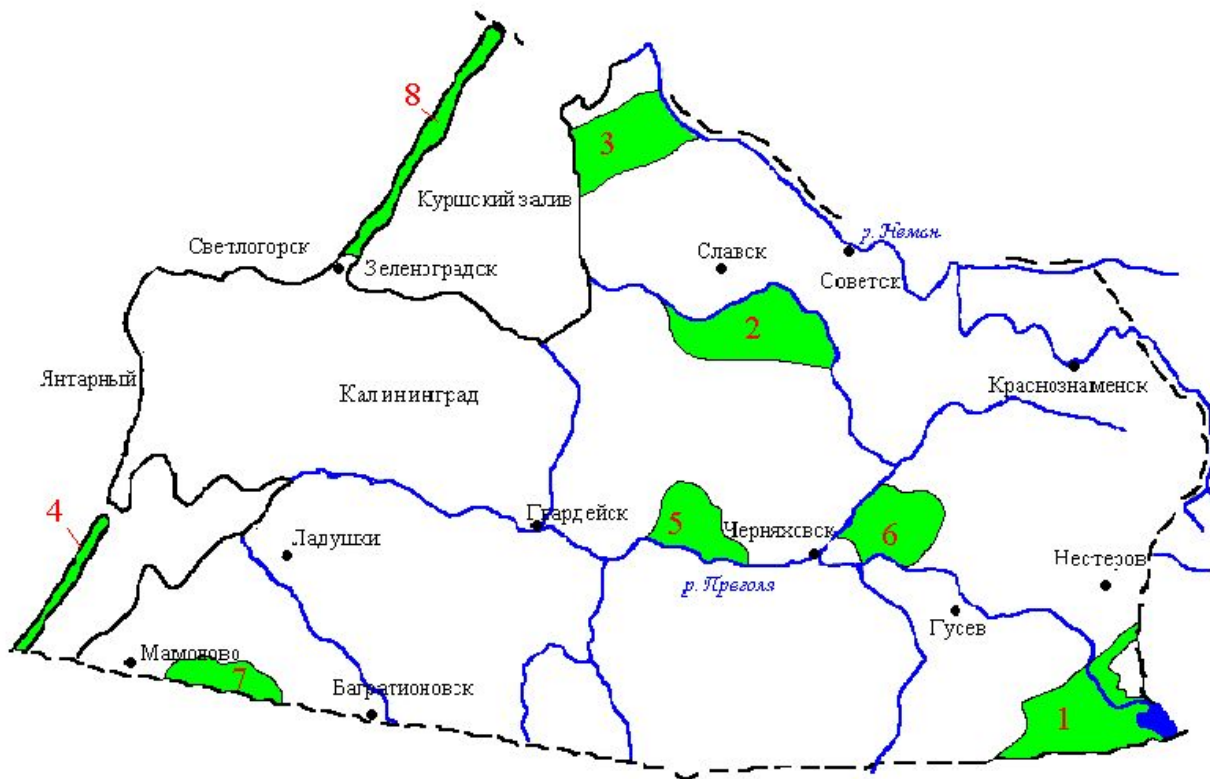 8
3
Куршский залив
р. Неман
Светлогорск
Зеленоградск
Славск
Советск
2
Янтарный
Калининград
Краснознаменск
4
Гвардейск
5
Черняховск
6
Ладушки
р. Преголя
Нестеров
Гусев
Мамоново
7
Багратионовск
1